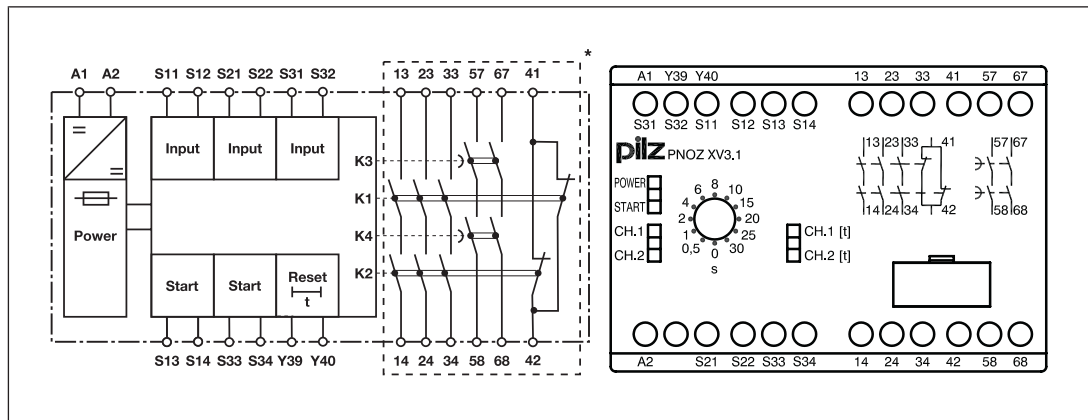 A1 A2 S11 S12 S21 S22 S31 S32 13 23 33 57 67 41 *
Input Input Input
K3
K1
Power
K4
Start Start Reset
t
K2
S13 S14 S33 S34 Y39 Y40 14 24 34 58 68 42
A1 Y39 Y40 13 23 33 41 57 67
S31 S32 S11 S12 S13 S14
pilz PNOZ XV3.1
13 23 33 41 57 67
14 24 34 42 58 68
POWER
START
CH.1
CH.2
0,5 1 2 4 6 8 10 15 20 25 30
0
s
CH.1 [t]
CH.2 [t]
A2 S21 S22 S33 S34 14 24 34 42 58 68